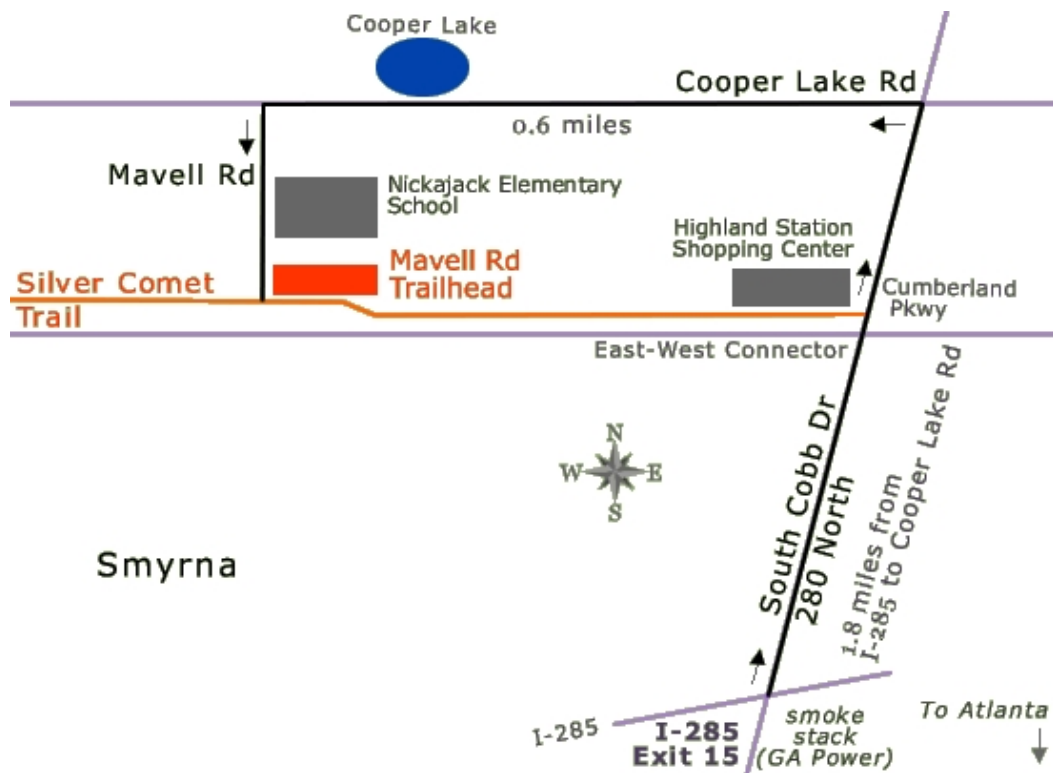 Cooper Lake
Cooper Lake Rd
0.6 miles
Mavell Rd
Nickajack Elementary
School
Highland Station
Shopping Center
Mavell Rd
Trailhead
Silver Comet
Trail
Cumberland
Pkwy
East-West Connector
N
W E
S
South Cobb Dr
280 North
1.8 miles from
I-285 to Cooper Lake Rd
Smyrna
I-285
I-285
Exit 15
smoke
stack
(GA Power)
To Atlanta